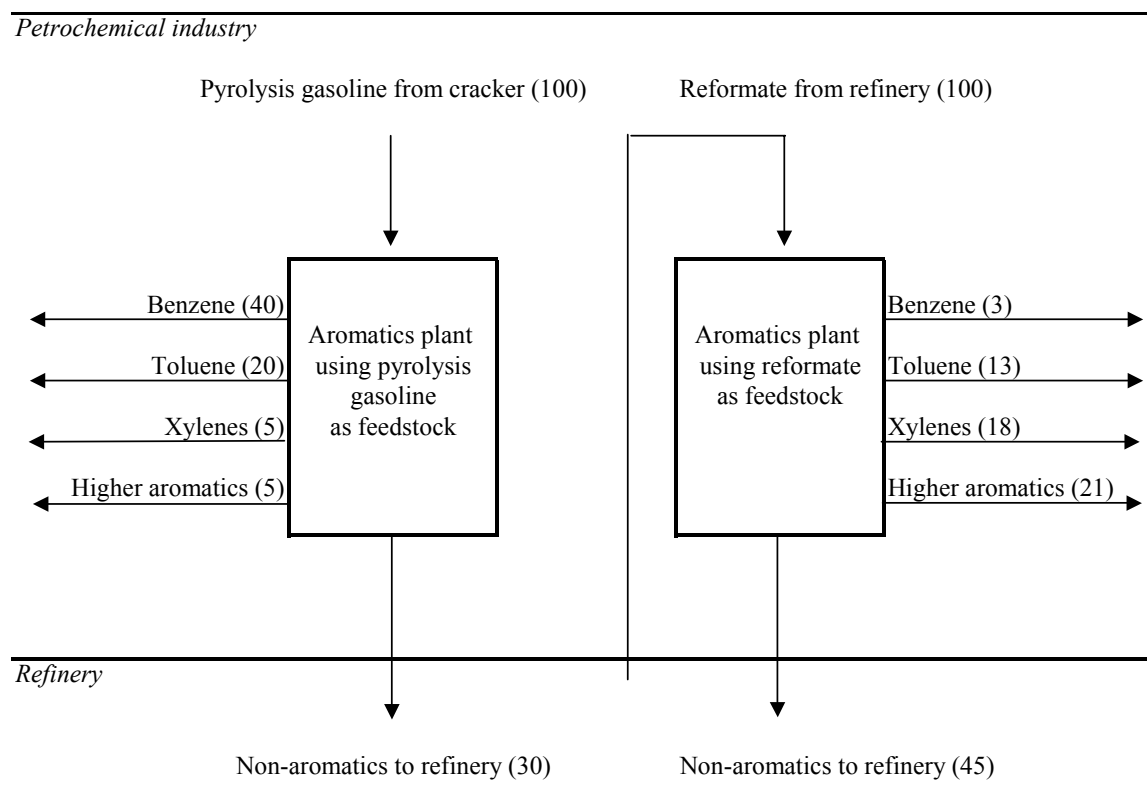 Petrochemical industry
Pyrolysis gasoline from cracker (100)
Reformate from refinery (100)
Benzene (40)
Toluene (20)
Xylenes (5)
Higher aromatics (5)
Aromatics plant
using pyrolysis
gasoline
as feedstock
Aromatics plant
using reformate
as feedstock
Benzene (3)
Toluene (13)
Xylenes (18)
Higher aromatics (21)
Refinery
Non-aromatics to refinery (30)
Non-aromatics to refinery (45)